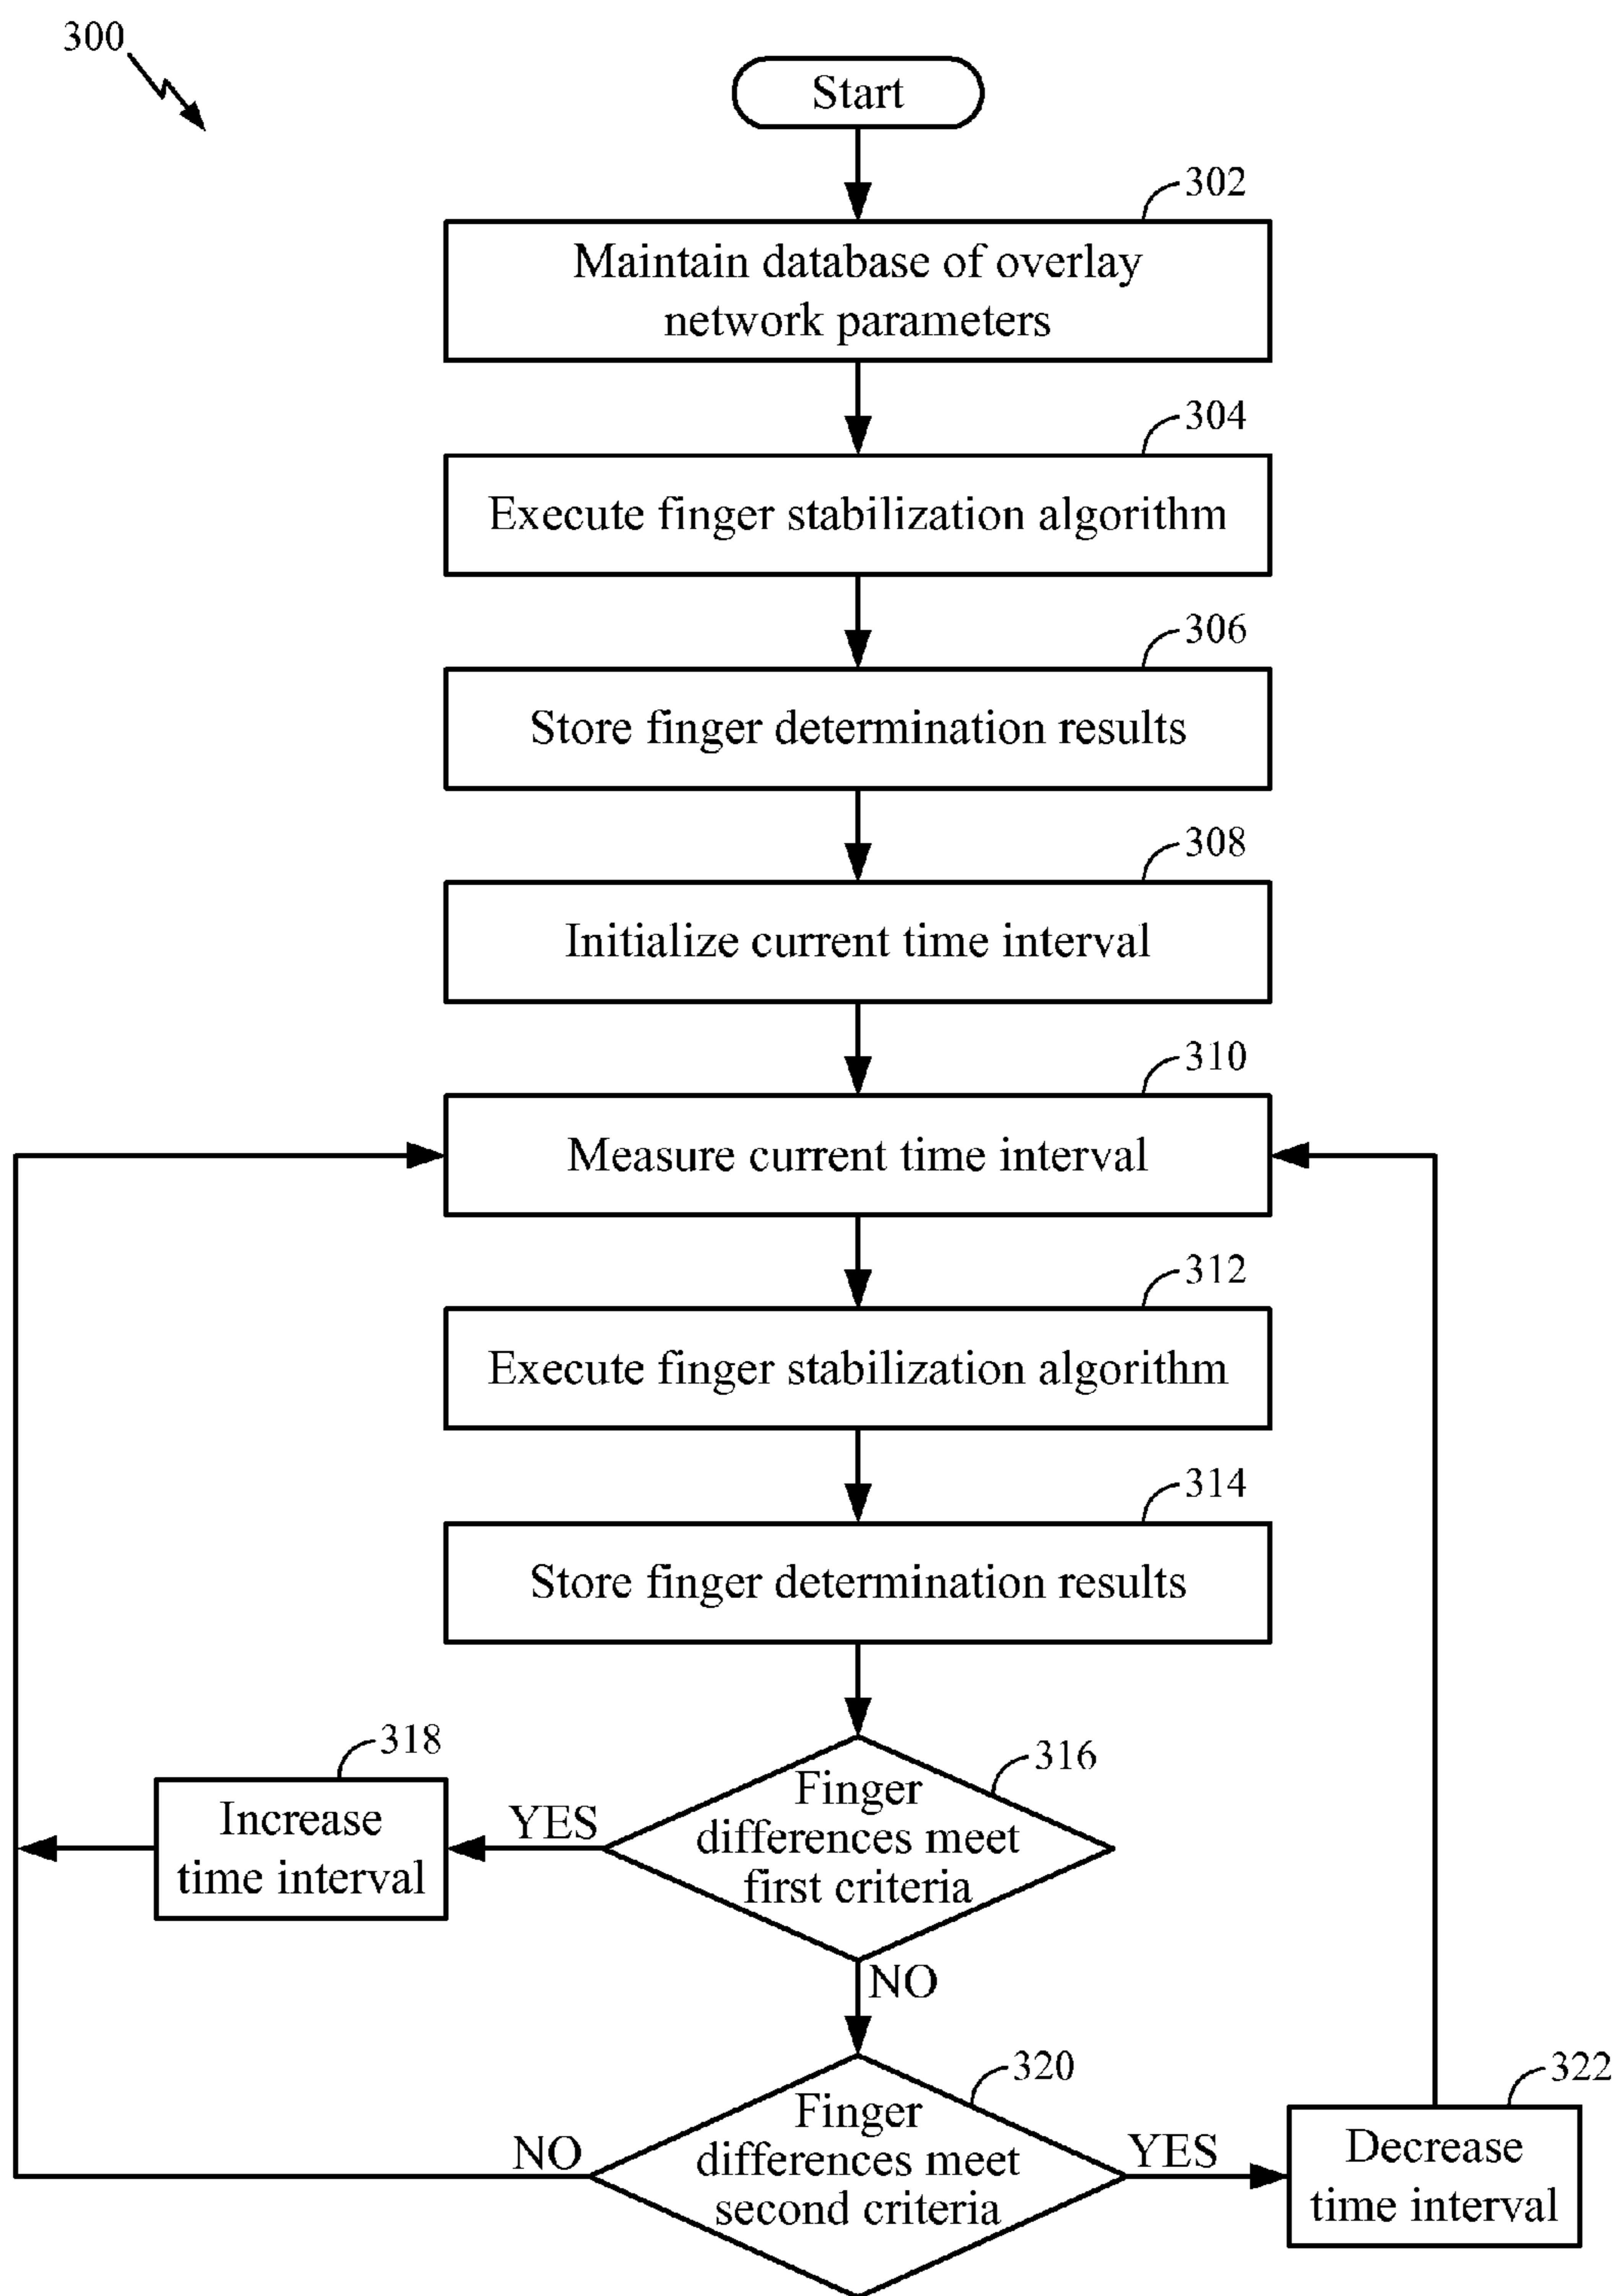 300
Start
302
Maintain database of overlay
network parameters
304
Execute finger stabilization algorithm
306
Store finger determination results
308
Initialize current time interval
310
Measure current time interval
312
Execute finger stabilization algorithm
314
Store finger determination results
318
Increase
time interval
YES
316
Finger
differences meet
first criteria
NO
320
Finger
differences meet
second criteria
NO
YES
322
Decrease
time interval